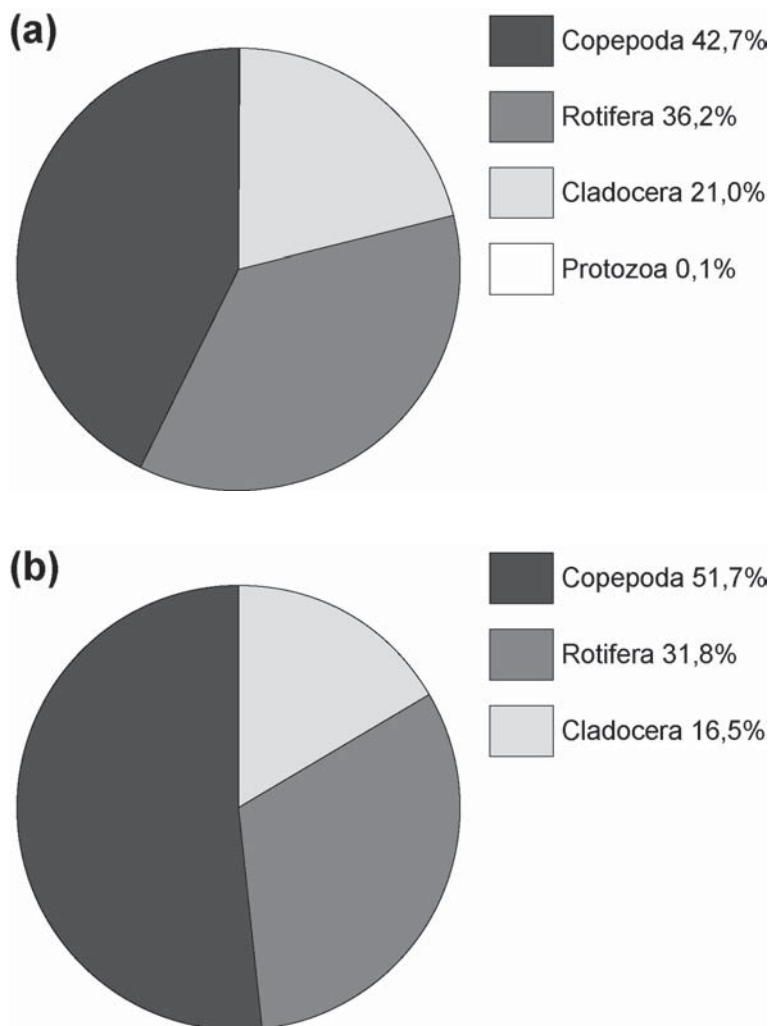 (a)
Copepoda 42,7%
Rotifera 36,2%
Cladocera 21,0%
Protozoa 0,1%
(b)
Copepoda 51,7%
Rotifera 31,8%
Cladocera 16,5%